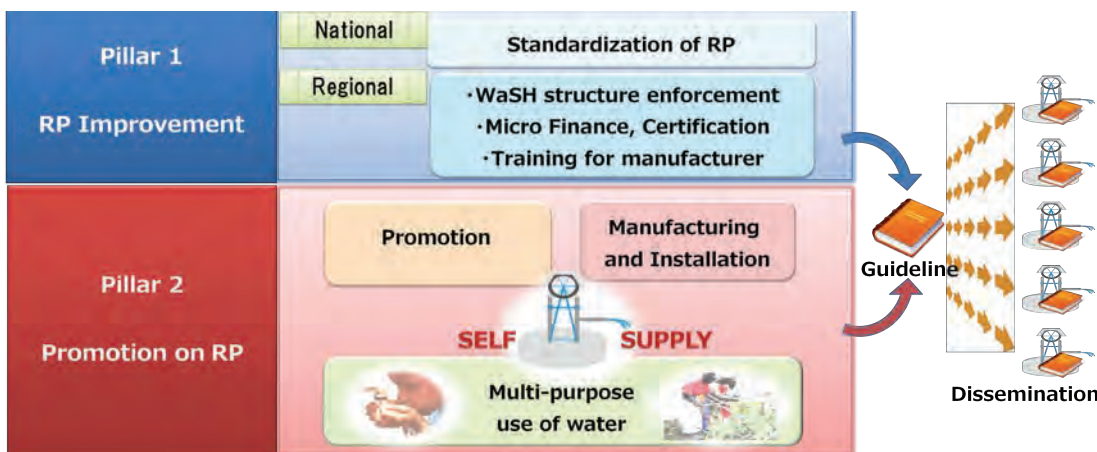 Pillar 1
RP Improvement
National
Standardization of RP
Regional
・WaSH structure enforcement
・Micro Finance, Certification
・Training for manufacturer
Pillar 2
Promotion on RP
Promotion
Manufacturing
and Installation
SELF SUPPLY
Multi-purpose
use of water
Guideline
Dissemination